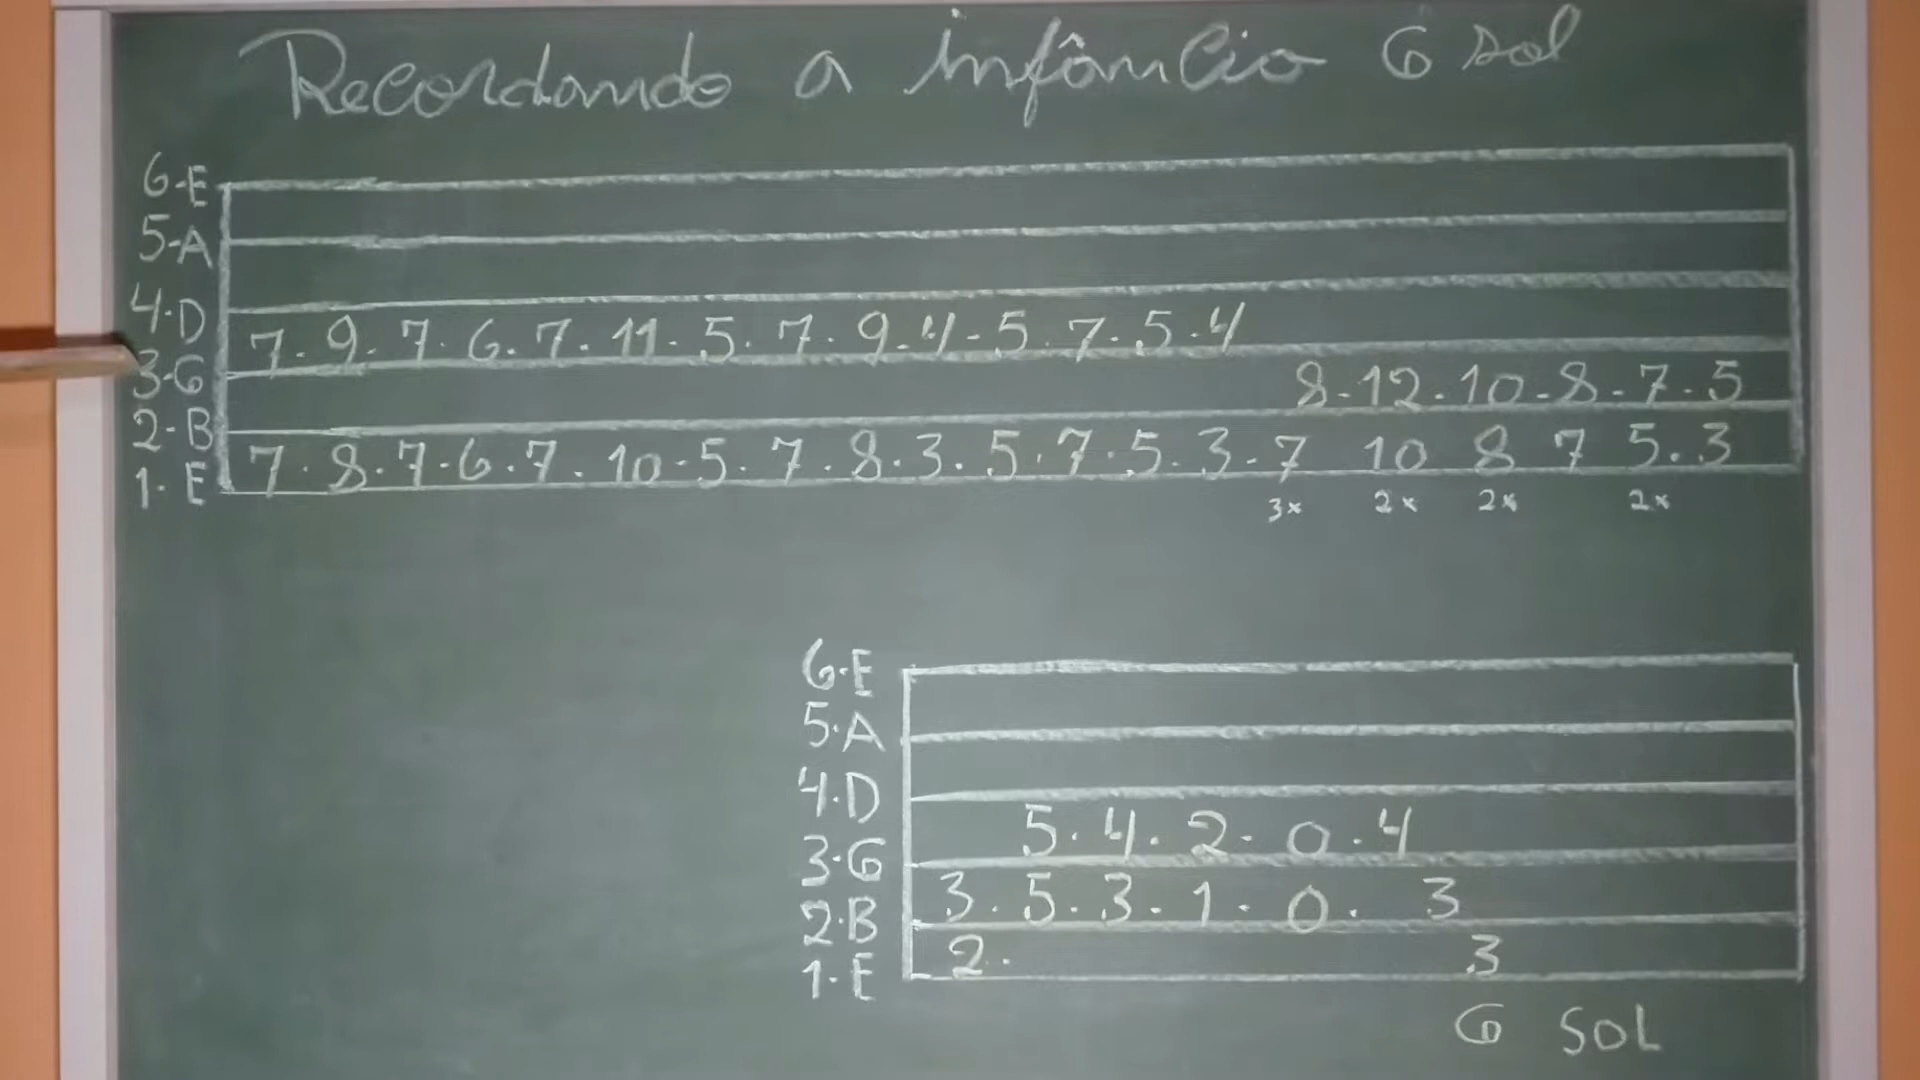 Recordando a infância G sol
6-E
5-A
4.D
7.9.7.6.7.11.5.7.9.4-5.7.5.4
3-G
8-12.10-8-7.5
2-B
7.8.7.6.7.10.5.7.8.3.5.7.5.3-7 10 8 7 5.3
1. E
3x 2x 2x 2x
6.E
5.A
4.D
5.4.2.0.4
3.G
3.5.3.1.0. 3
2.B
2. 3
1.E
G SOL